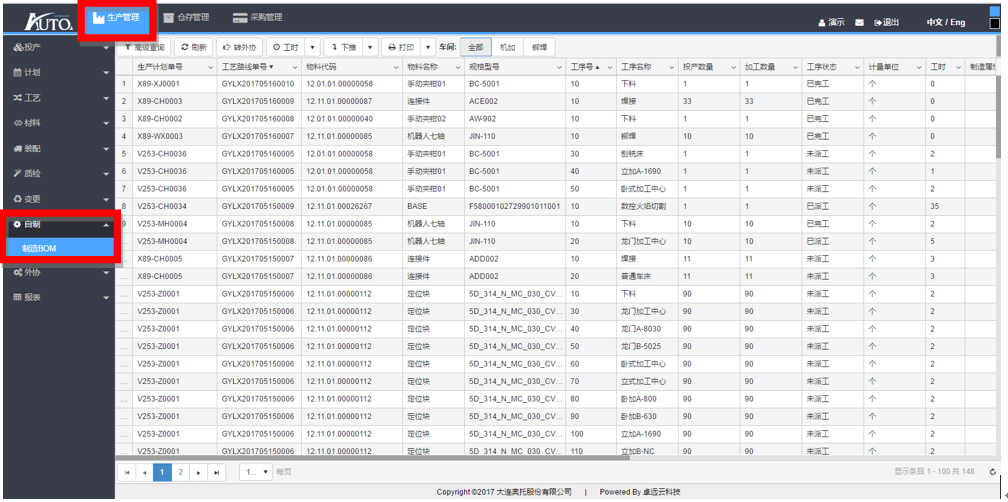 AUTO.
生产管理 仓存管理 采购管理
演示 退出 中文 / Eng
高级查询 刷新 转外协 工时 下推 打印 车间: 全部 机加 铆焊
投产
计划
工艺
材料
装配
质检
变更
自制
制造BOM
外协
报表
生产计划单号 工艺路线单号 物料代码 物料名称 规格型号 工序号 工序名称 投产数量 加工数量 工序状态 计量单位 工时 制造属性
1 X89-XJ0001 GYLX201705160010 12.01.01.00000058 手动夹钳01 BC-5001 10 下料 1 1 已完工 个 0
2 X89-CH0003 GYLX201705160009 12.11.01.00000087 连接件 ACE002 10 焊接 33 33 已完工 个 0
3 X89-CH0002 GYLX201705160008 12.01.01.00000040 手动夹钳02 AW-902 10 下料 1 1 已完工 个 0
4 X89-WX0003 GYLX201705160007 12.11.01.00000085 机器人七轴 JIN-110 10 铆焊 10 10 已完工 个 0
5 V253-CH0036 GYLX201705160005 12.01.01.00000058 手动夹钳01 BC-5001 30 刨铣床 1 1 未派工 个 2
6 V253-CH0036 GYLX201705160005 12.01.01.00000058 手动夹钳01 BC-5001 40 立加A-1690 1 1 未派工 个 1
7 V253-CH0036 GYLX201705160005 12.01.01.00000058 手动夹钳01 BC-5001 50 卧式加工中心 1 1 未派工 个 2
8 V253-CH0034 GYLX201705160009 12.11.01.00026267 BASE F58000102729901011001 10 数控火焰切割 1 1 已派工 个 35
9 V253-MH0004 GYLX201705150008 12.11.01.00000085 机器人七轴 JIN-110 10 下料 10 10 已完工 个 2
... V253-MH0004 GYLX201705150008 12.11.01.00000085 机器人七轴 JIN-110 20 龙门加工中心 10 10 已派工 个 5
... X89-CH0005 GYLX201705150007 12.11.01.00000086 连接件 ADD002 10 焊接 11 11 未派工 个 3
... X89-CH0005 GYLX201705150007 12.11.01.00000086 连接件 ADD002 20 普通车床 11 11 未派工 个 3
... V253-Z0001 GYLX201705150006 12.11.01.00000112 定位块 5D_314_N_MC_030_CV... 10 下料 90 90 未派工 个 2
... V253-Z0001 GYLX201705150006 12.11.01.00000112 定位块 5D_314_N_MC_030_CV... 30 龙门加工中心 90 90 未派工 个 2
... V253-Z0001 GYLX201705150006 12.11.01.00000112 定位块 5D_314_N_MC_030_CV... 40 龙门A-8030 90 90 未派工 个 2
... V253-Z0001 GYLX201705150006 12.11.01.00000112 定位块 5D_314_N_MC_030_CV... 50 龙门B-5025 90 90 未派工 个 2
... V253-Z0001 GYLX201705150006 12.11.01.00000112 定位块 5D_314_N_MC_030_CV... 60 卧式加工中心 90 90 未派工 个 2
... V253-Z0001 GYLX201705150006 12.11.01.00000112 定位块 5D_314_N_MC_030_CV... 70 立式加工中心 90 90 未派工 个 2
... V253-Z0001 GYLX201705150006 12.11.01.00000112 定位块 5D_314_N_MC_030_CV... 80 卧加A-800 90 90 未派工 个 2
... V253-Z0001 GYLX201705150006 12.11.01.00000112 定位块 5D_314_N_MC_030_CV... 90 卧加B-630 90 90 未派工 个 2
... V253-Z0001 GYLX201705150006 12.11.01.00000112 定位块 5D_314_N_MC_030_CV... 100 立加A-1690 90 90 未派工 个 2
... V253-Z0001 GYLX201705150006 12.11.01.00000112 定位块 5D_314_N_MC_030_CV... 110 立加B-NC 90 90 未派工 个 2
1 2 1... 每页 显示条目 1 - 100 共 148
Copyright ©2017 大连奥托股份有限公司 | Powered By 卓远云科技